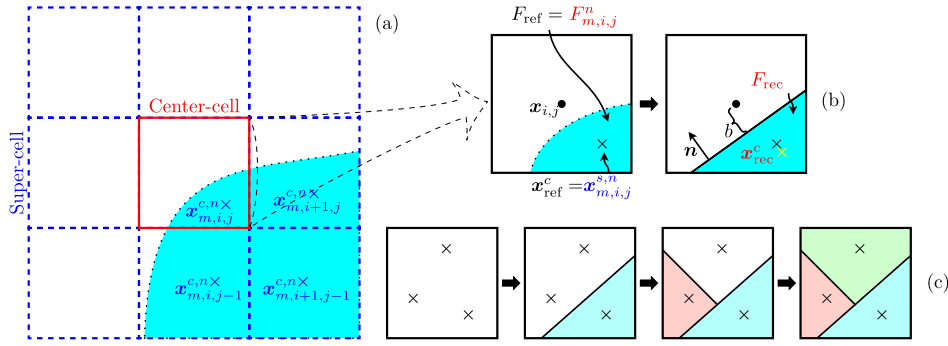 (a)
Super-cell
Center-cell
x^{c,n}_{m,i,j}
x^{c,n}_{m,i+1,j}
x^{c,n}_{m,i,j-1}
x^{c,n}_{m,i+1,j-1}
F_ref = F^n_{m,i,j}
x_{i,j}
x^c_ref = x^{s,n}_{m,i,j}
F_rec
(b)
b
n
x^c_rec
(c)